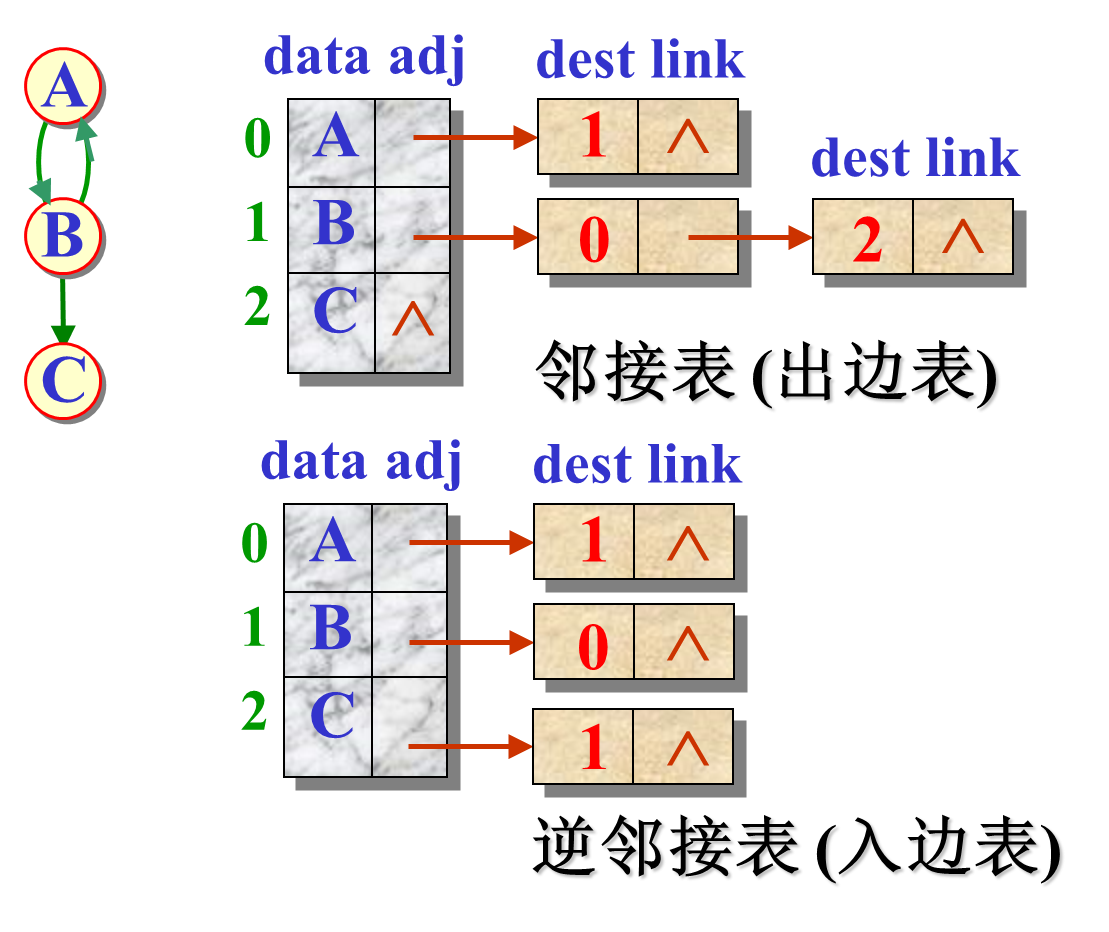 A
B
C
data adj
dest link
0 A 1 ∧
dest link
1 B 0 2 ∧
2 C ∧
邻接表 (出边表)
data adj
dest link
0 A 1 ∧
1 B 0 ∧
2 C 1 ∧
逆邻接表 (入边表)